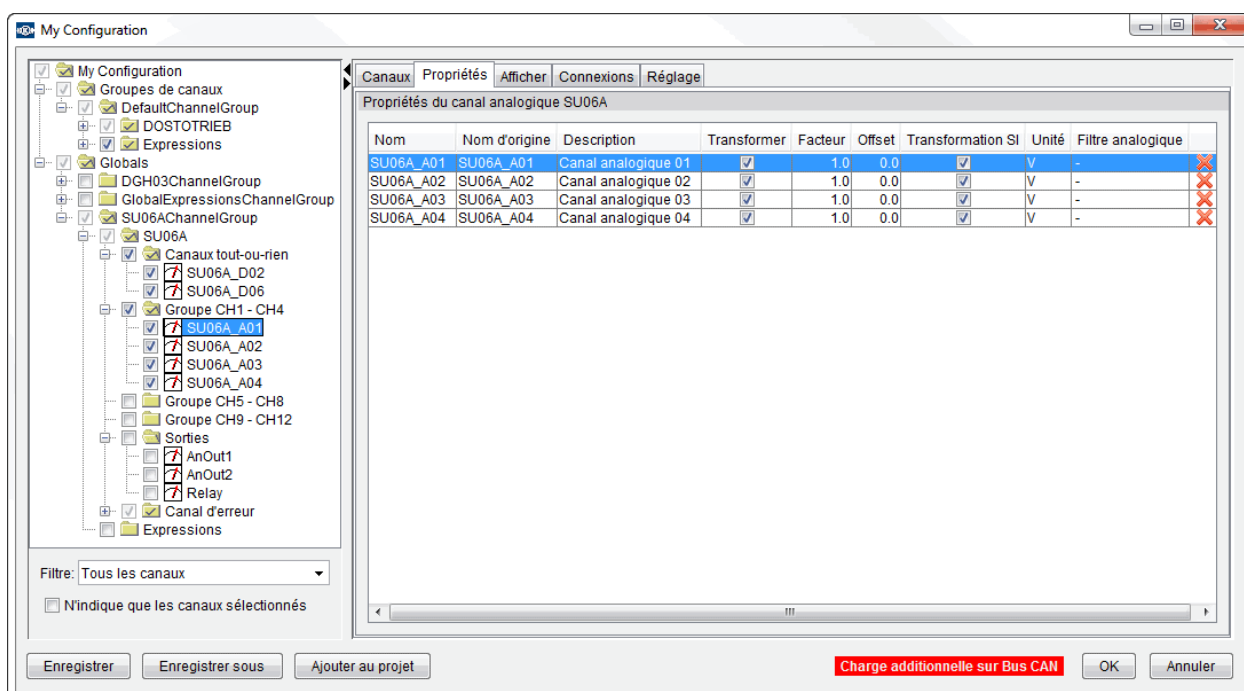 My Configuration
My Configuration
Groupes de canaux
DefaultChannelGroup
DOSTOTRIEB
Expressions
Globals
DGH03ChannelGroup
GlobalExpressionsChannelGroup
SU06AChannelGroup
SU06A
Canaux tout-ou-rien
SU06A_D02
SU06A_D06
Groupe CH1 - CH4
SU06A_A01
SU06A_A02
SU06A_A03
SU06A_A04
Groupe CH5 - CH8
Groupe CH9 - CH12
Sorties
AnOut1
AnOut2
Relay
Canal d'erreur
Expressions
Filtre: Tous les canaux
N'indique que les canaux sélectionnés
Canaux Propriétés Afficher Connexions Réglage
Propriétés du canal analogique SU06A
Nom Nom d'origine Description Transformer Facteur Offset Transformation SI Unité Filtre analogique
SU06A_A01 SU06A_A01 Canal analogique 01 1.0 0.0 V -
SU06A_A02 SU06A_A02 Canal analogique 02 1.0 0.0 V -
SU06A_A03 SU06A_A03 Canal analogique 03 1.0 0.0 V -
SU06A_A04 SU06A_A04 Canal analogique 04 1.0 0.0 V -
Enregistrer Enregistrer sous Ajouter au projet Charge additionnelle sur Bus CAN OK Annuler